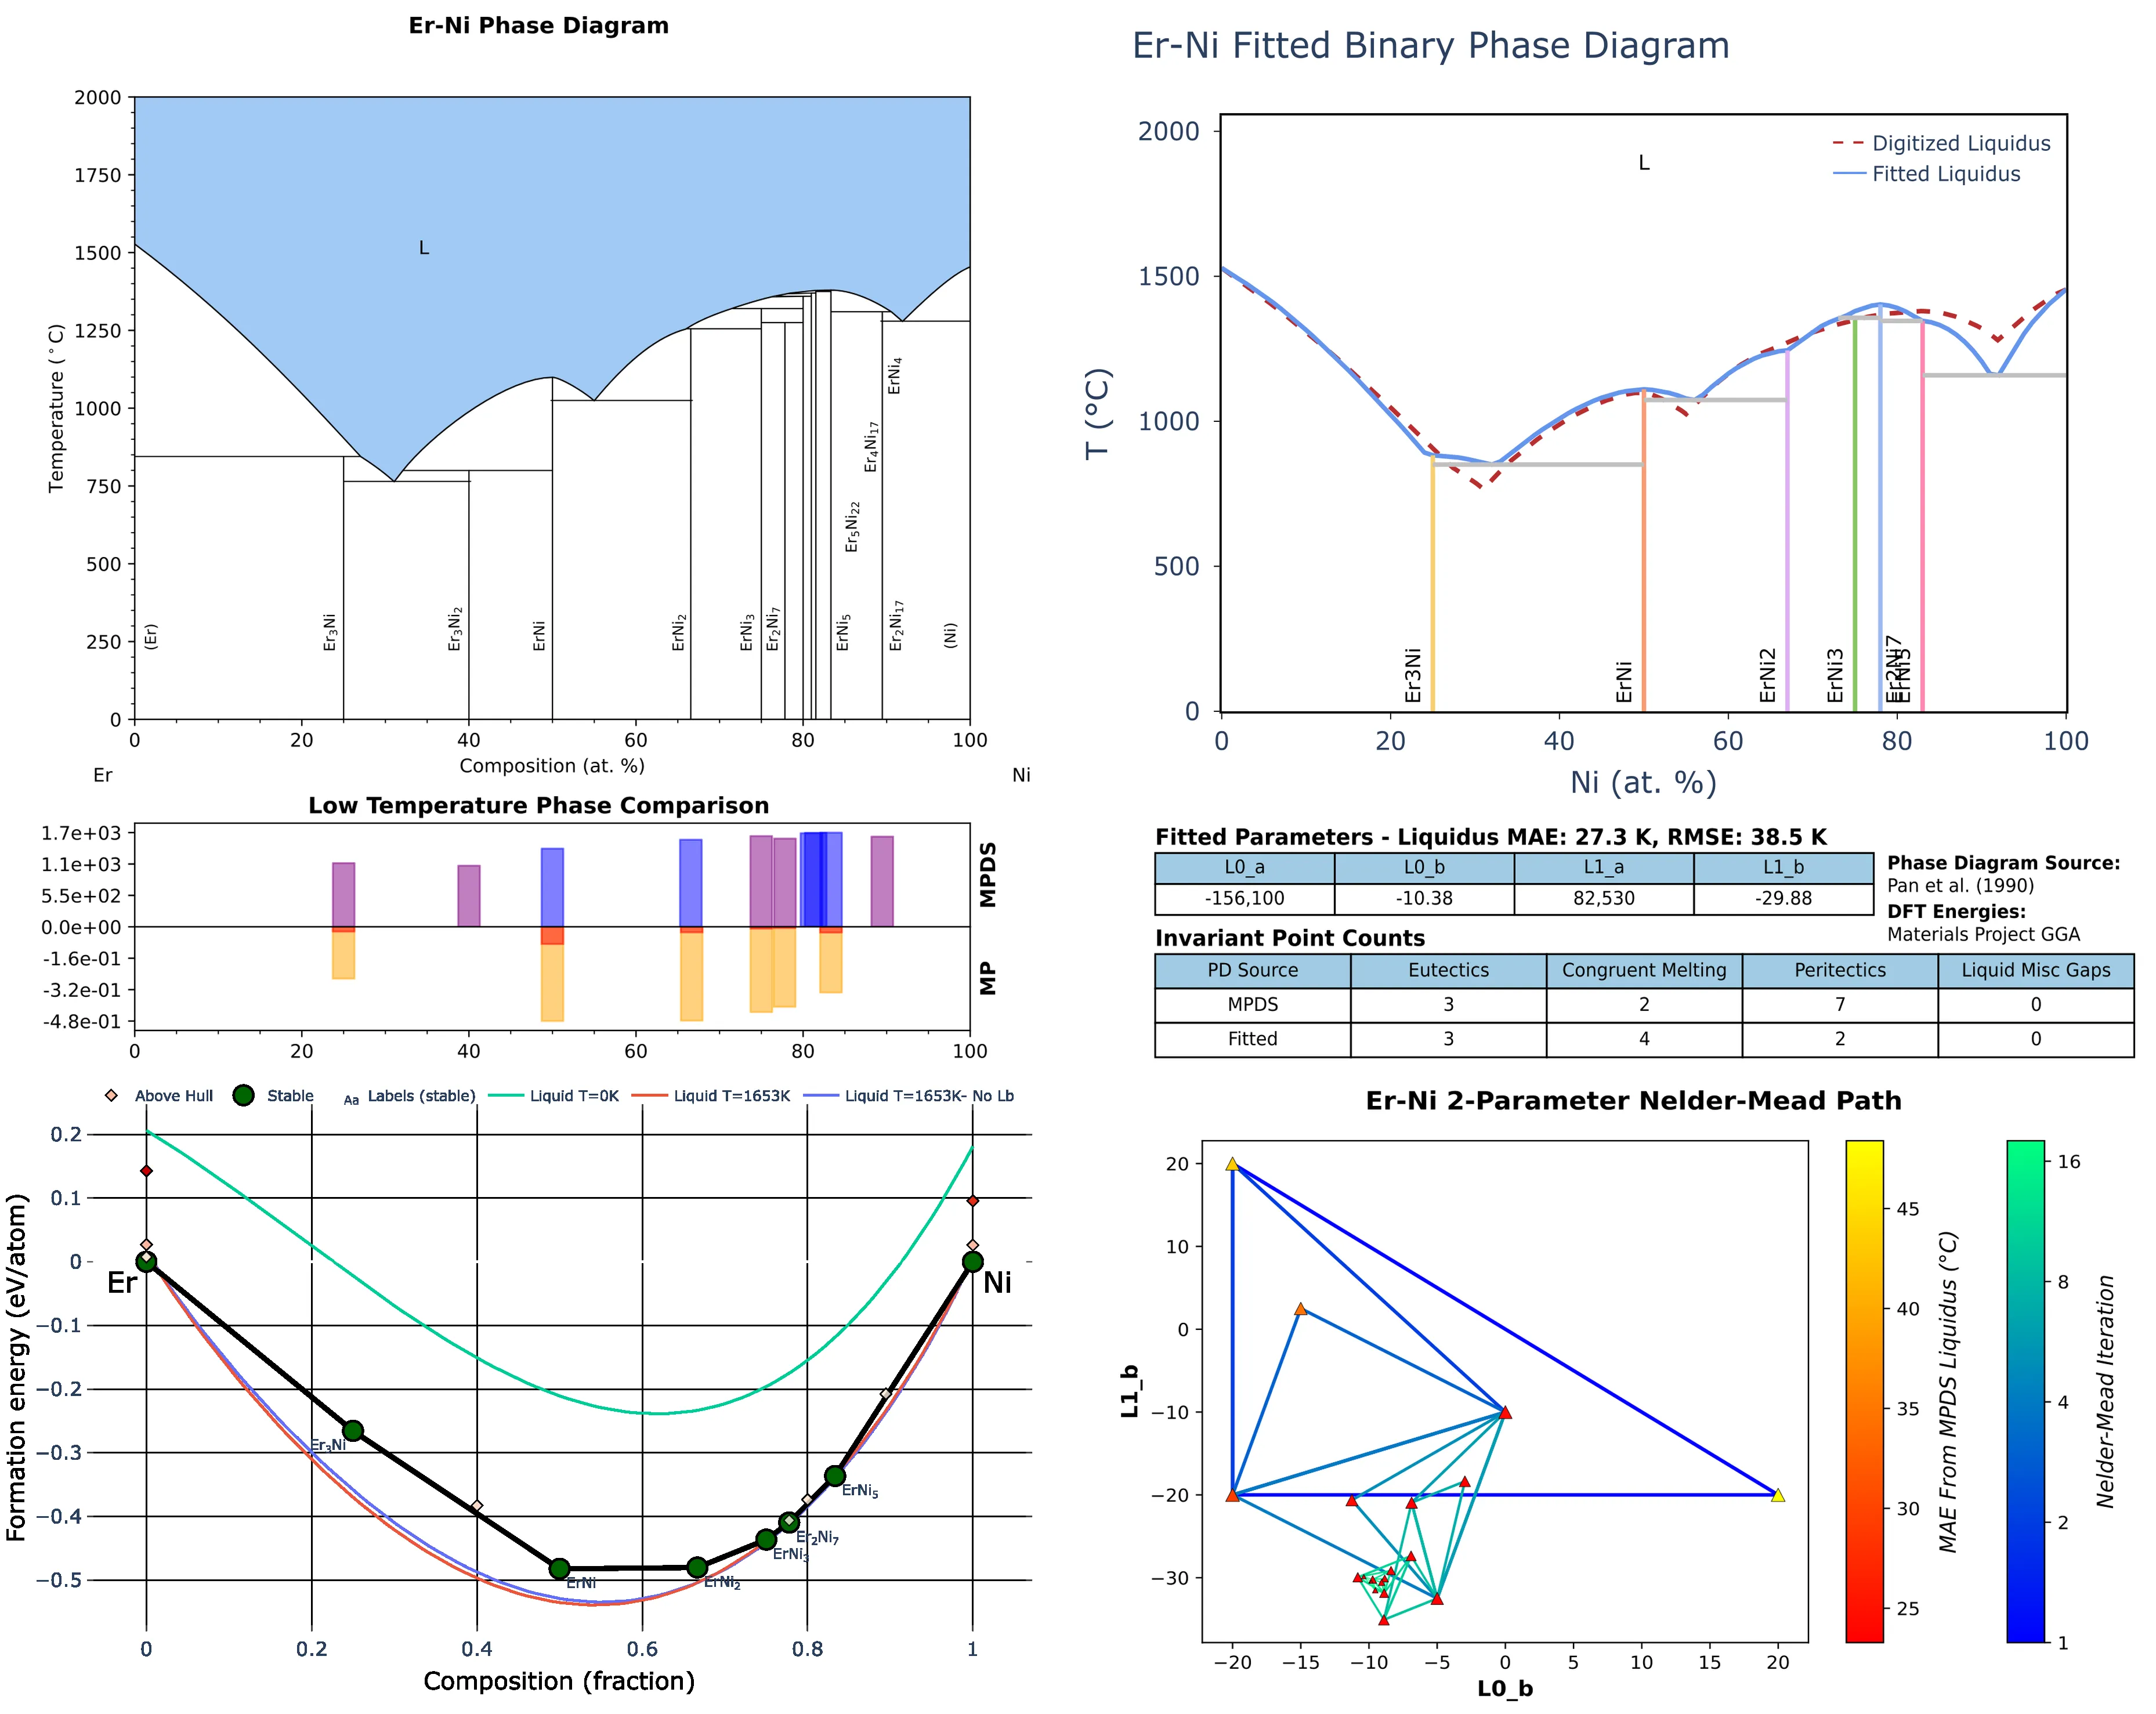 Er-Ni Phase Diagram
2000
1750
1500
1250
1000
750
500
250
0
Temperature (°C)
L
(Er)
Er3Ni
Er3Ni2
ErNi
ErNi2
ErNi3
Er2Ni7
Er5Ni22
Er4Ni17
ErNi5
ErNi4
Er2Ni17
(Ni)
0 20 40 60 80 100
Composition (at. %)
Er
Ni
Low Temperature Phase Comparison
1.7e+03
1.1e+03
5.5e+02
0.0e+00
-1.6e-01
-3.2e-01
-4.8e-01
MPDS
MP
0 20 40 60 80 100
Above Hull Stable Aa Labels (stable) Liquid T=0K Liquid T=1653K Liquid T=1653K- No Lb
0.2
0.1
0
−0.1
−0.2
−0.3
−0.4
−0.5
Formation energy (eV/atom)
Er
Ni
Er3Ni
ErNi
ErNi2
ErNi3
Er2Ni7
ErNi5
0 0.2 0.4 0.6 0.8 1
Composition (fraction)
Er-Ni Fitted Binary Phase Diagram
2000
1500
1000
500
0
T (°C)
L
Digitized Liquidus
Fitted Liquidus
Er3Ni
ErNi
ErNi2
ErNi3
Er2Ni7
ErNi5
0 20 40 60 80 100
Ni (at. %)
Fitted Parameters - Liquidus MAE: 27.3 K, RMSE: 38.5 K
L0_a L0_b L1_a L1_b
-156,100 -10.38 82,530 -29.88
Phase Diagram Source:
Pan et al. (1990)
DFT Energies:
Materials Project GGA
Invariant Point Counts
PD Source Eutectics Congruent Melting Peritectics Liquid Misc Gaps
MPDS 3 2 7 0
Fitted 3 4 2 0
Er-Ni 2-Parameter Nelder-Mead Path
20
10
0
−10
−20
−30
L1_b
−20 −15 −10 −5 0 5 10 15 20
L0_b
45
40
35
30
25
MAE From MPDS Liquidus (°C)
16
8
4
2
1
Nelder-Mead Iteration